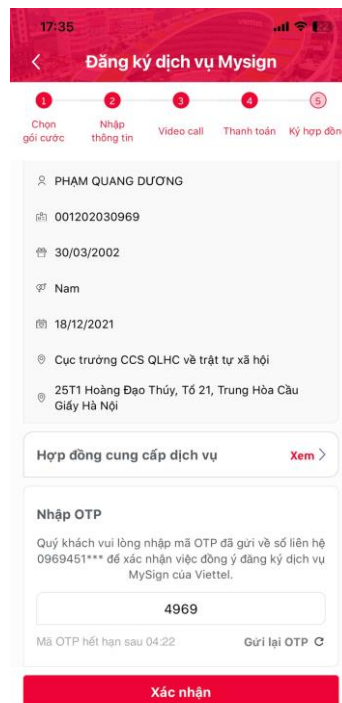 17:35
Đăng ký dịch vụ Mysign
1
2
3
4
5
Chọn
gói cước
Nhập
thông tin
Video call
Thanh toán
Ký hợp đồn
PHẠM QUANG DƯƠNG
001202030969
30/03/2002
Nam
18/12/2021
Cục trưởng CCS QLHC về trật tự xã hội
25T1 Hoàng Đạo Thúy, Tổ 21, Trung Hòa Cầu
Giấy Hà Nội
Hợp đồng cung cấp dịch vụ
Xem
Nhập OTP
Quý khách vui lòng nhập mã OTP đã gửi về số liên hệ
0969451*** để xác nhận việc đồng ý đăng ký dịch vụ
MySign của Viettel.
4969
Mã OTP hết hạn sau 04:22
Gửi lại OTP
Xác nhận